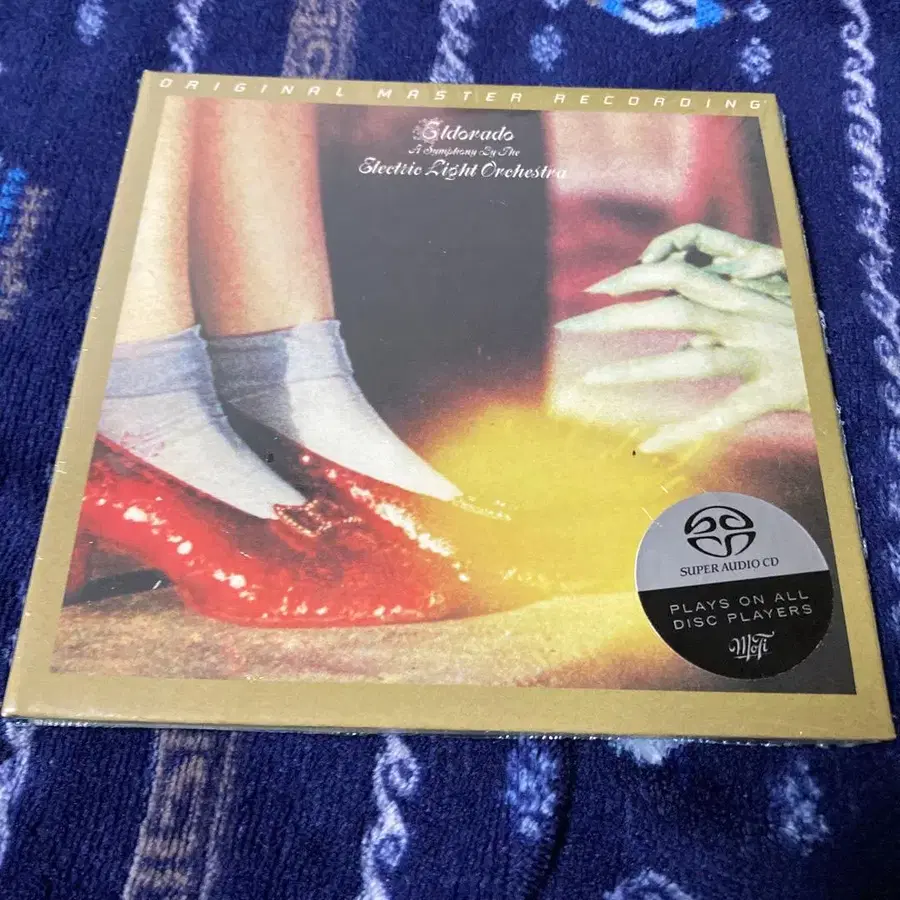 ORIGINAL MASTER RECORDING
Eldorado
A Symphony By The
Electric Light Orchestra
SUPER AUDIO CD
PLAYS ON ALL
DISC PLAYERS
MoFi